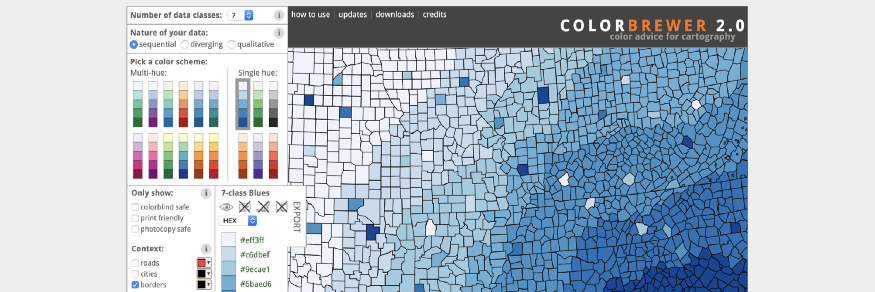 Number of data classes: 7 i
how to use | updates | downloads | credits
COLORBREWER 2.0
color advice for cartography
Nature of your data: i
sequential diverging qualitative
Pick a color scheme:
Multi-hue: Single hue:
Only show: i
colorblind safe
print friendly
photocopy safe
Context: i
roads
cities
borders
7-class Blues
HEX
EXPORT
#eff3ff
#c6dbef
#9ecae1
#6baed6